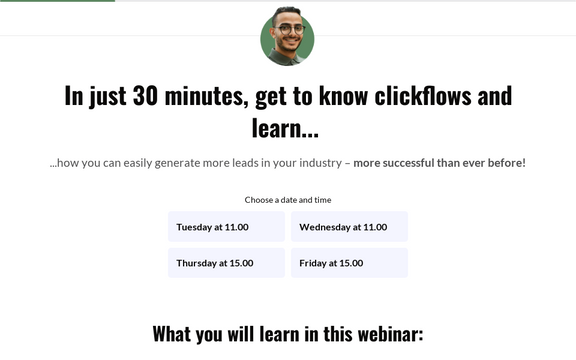 In just 30 minutes, get to know clickflows and
learn...
...how you can easily generate more leads in your industry – more successful than ever before!
Choose a date and time
Tuesday at 11.00
Wednesday at 11.00
Thursday at 15.00
Friday at 15.00
What you will learn in this webinar: